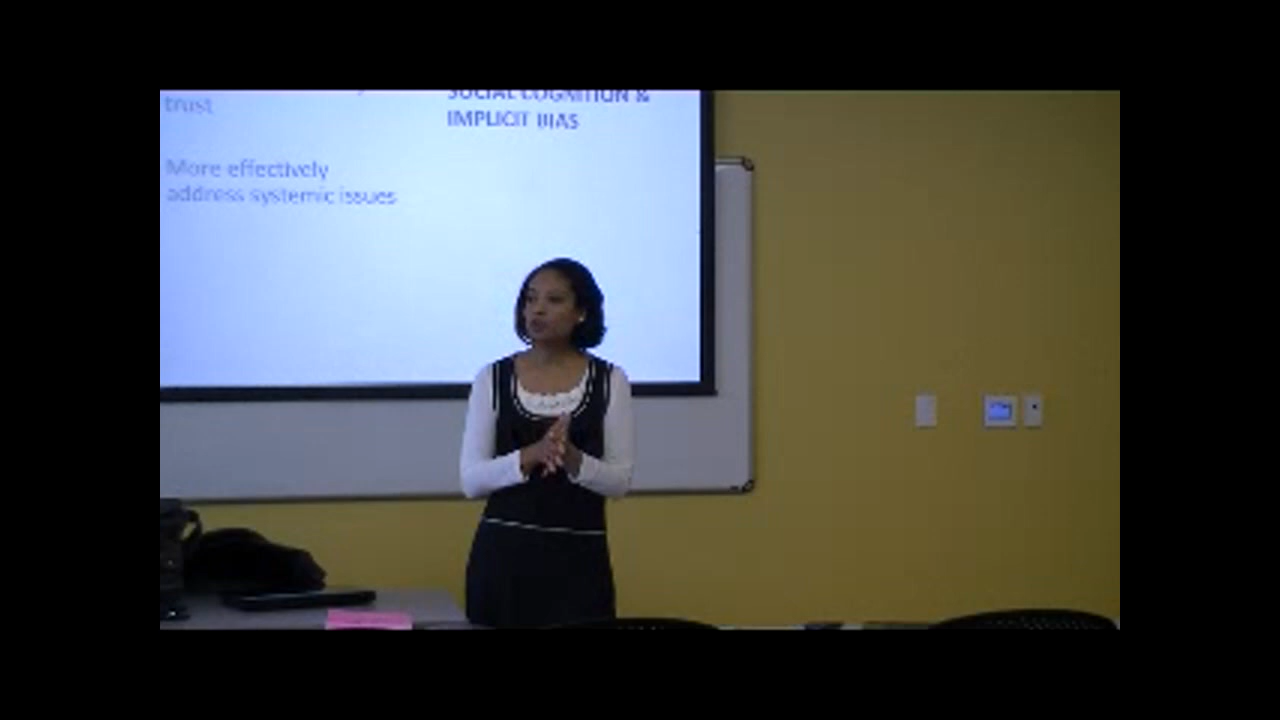 trust
More effectively
address systemic issues
SOCIAL COGNITION &
IMPLICIT BIAS